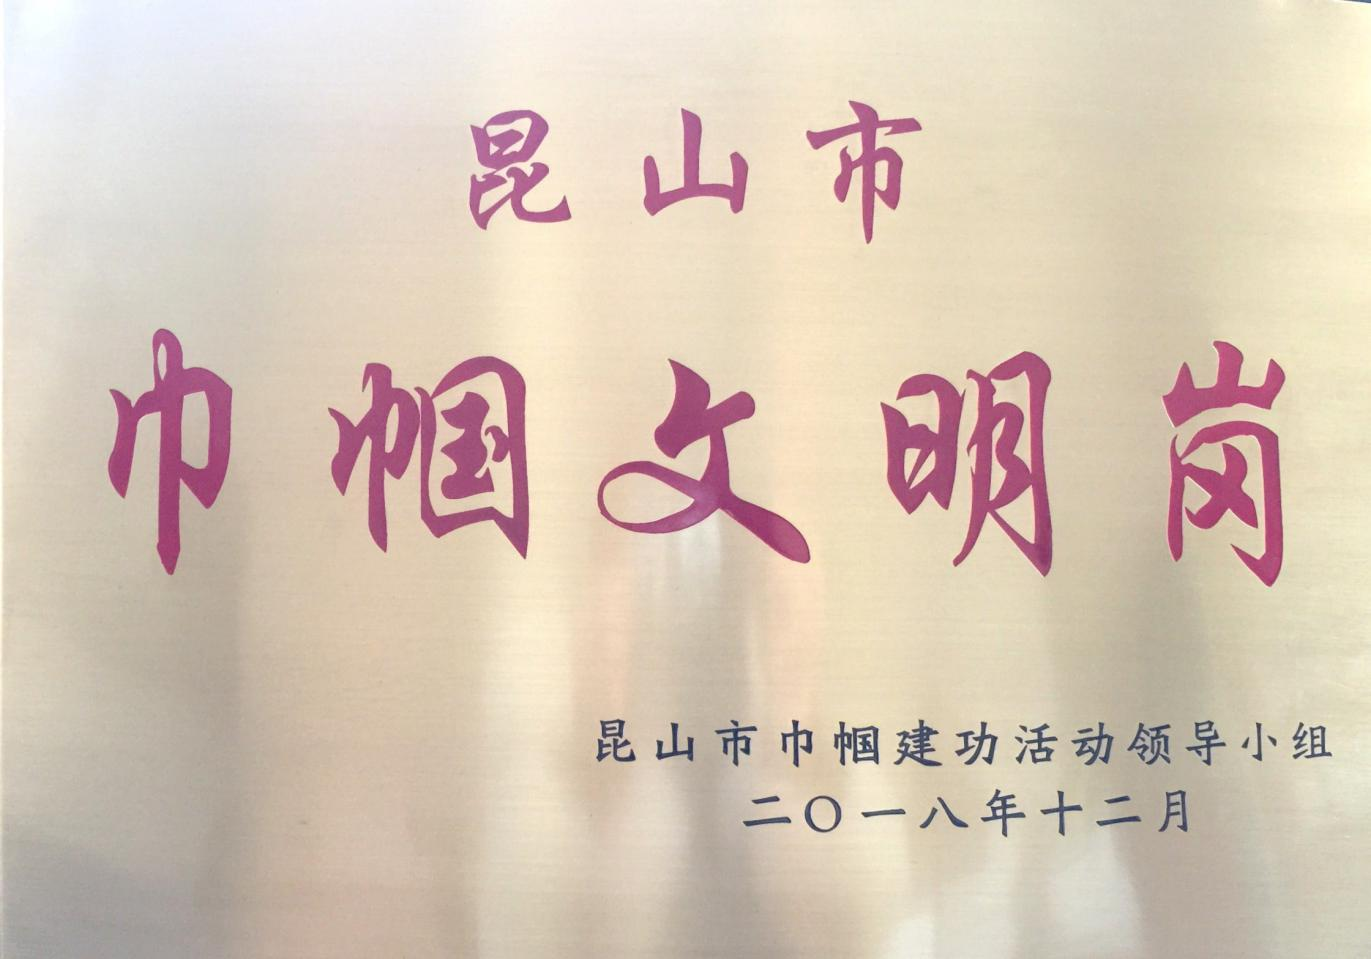 昆山市
巾帼文明岗
昆山市巾帼建功活动领导小组
二〇一八年十二月